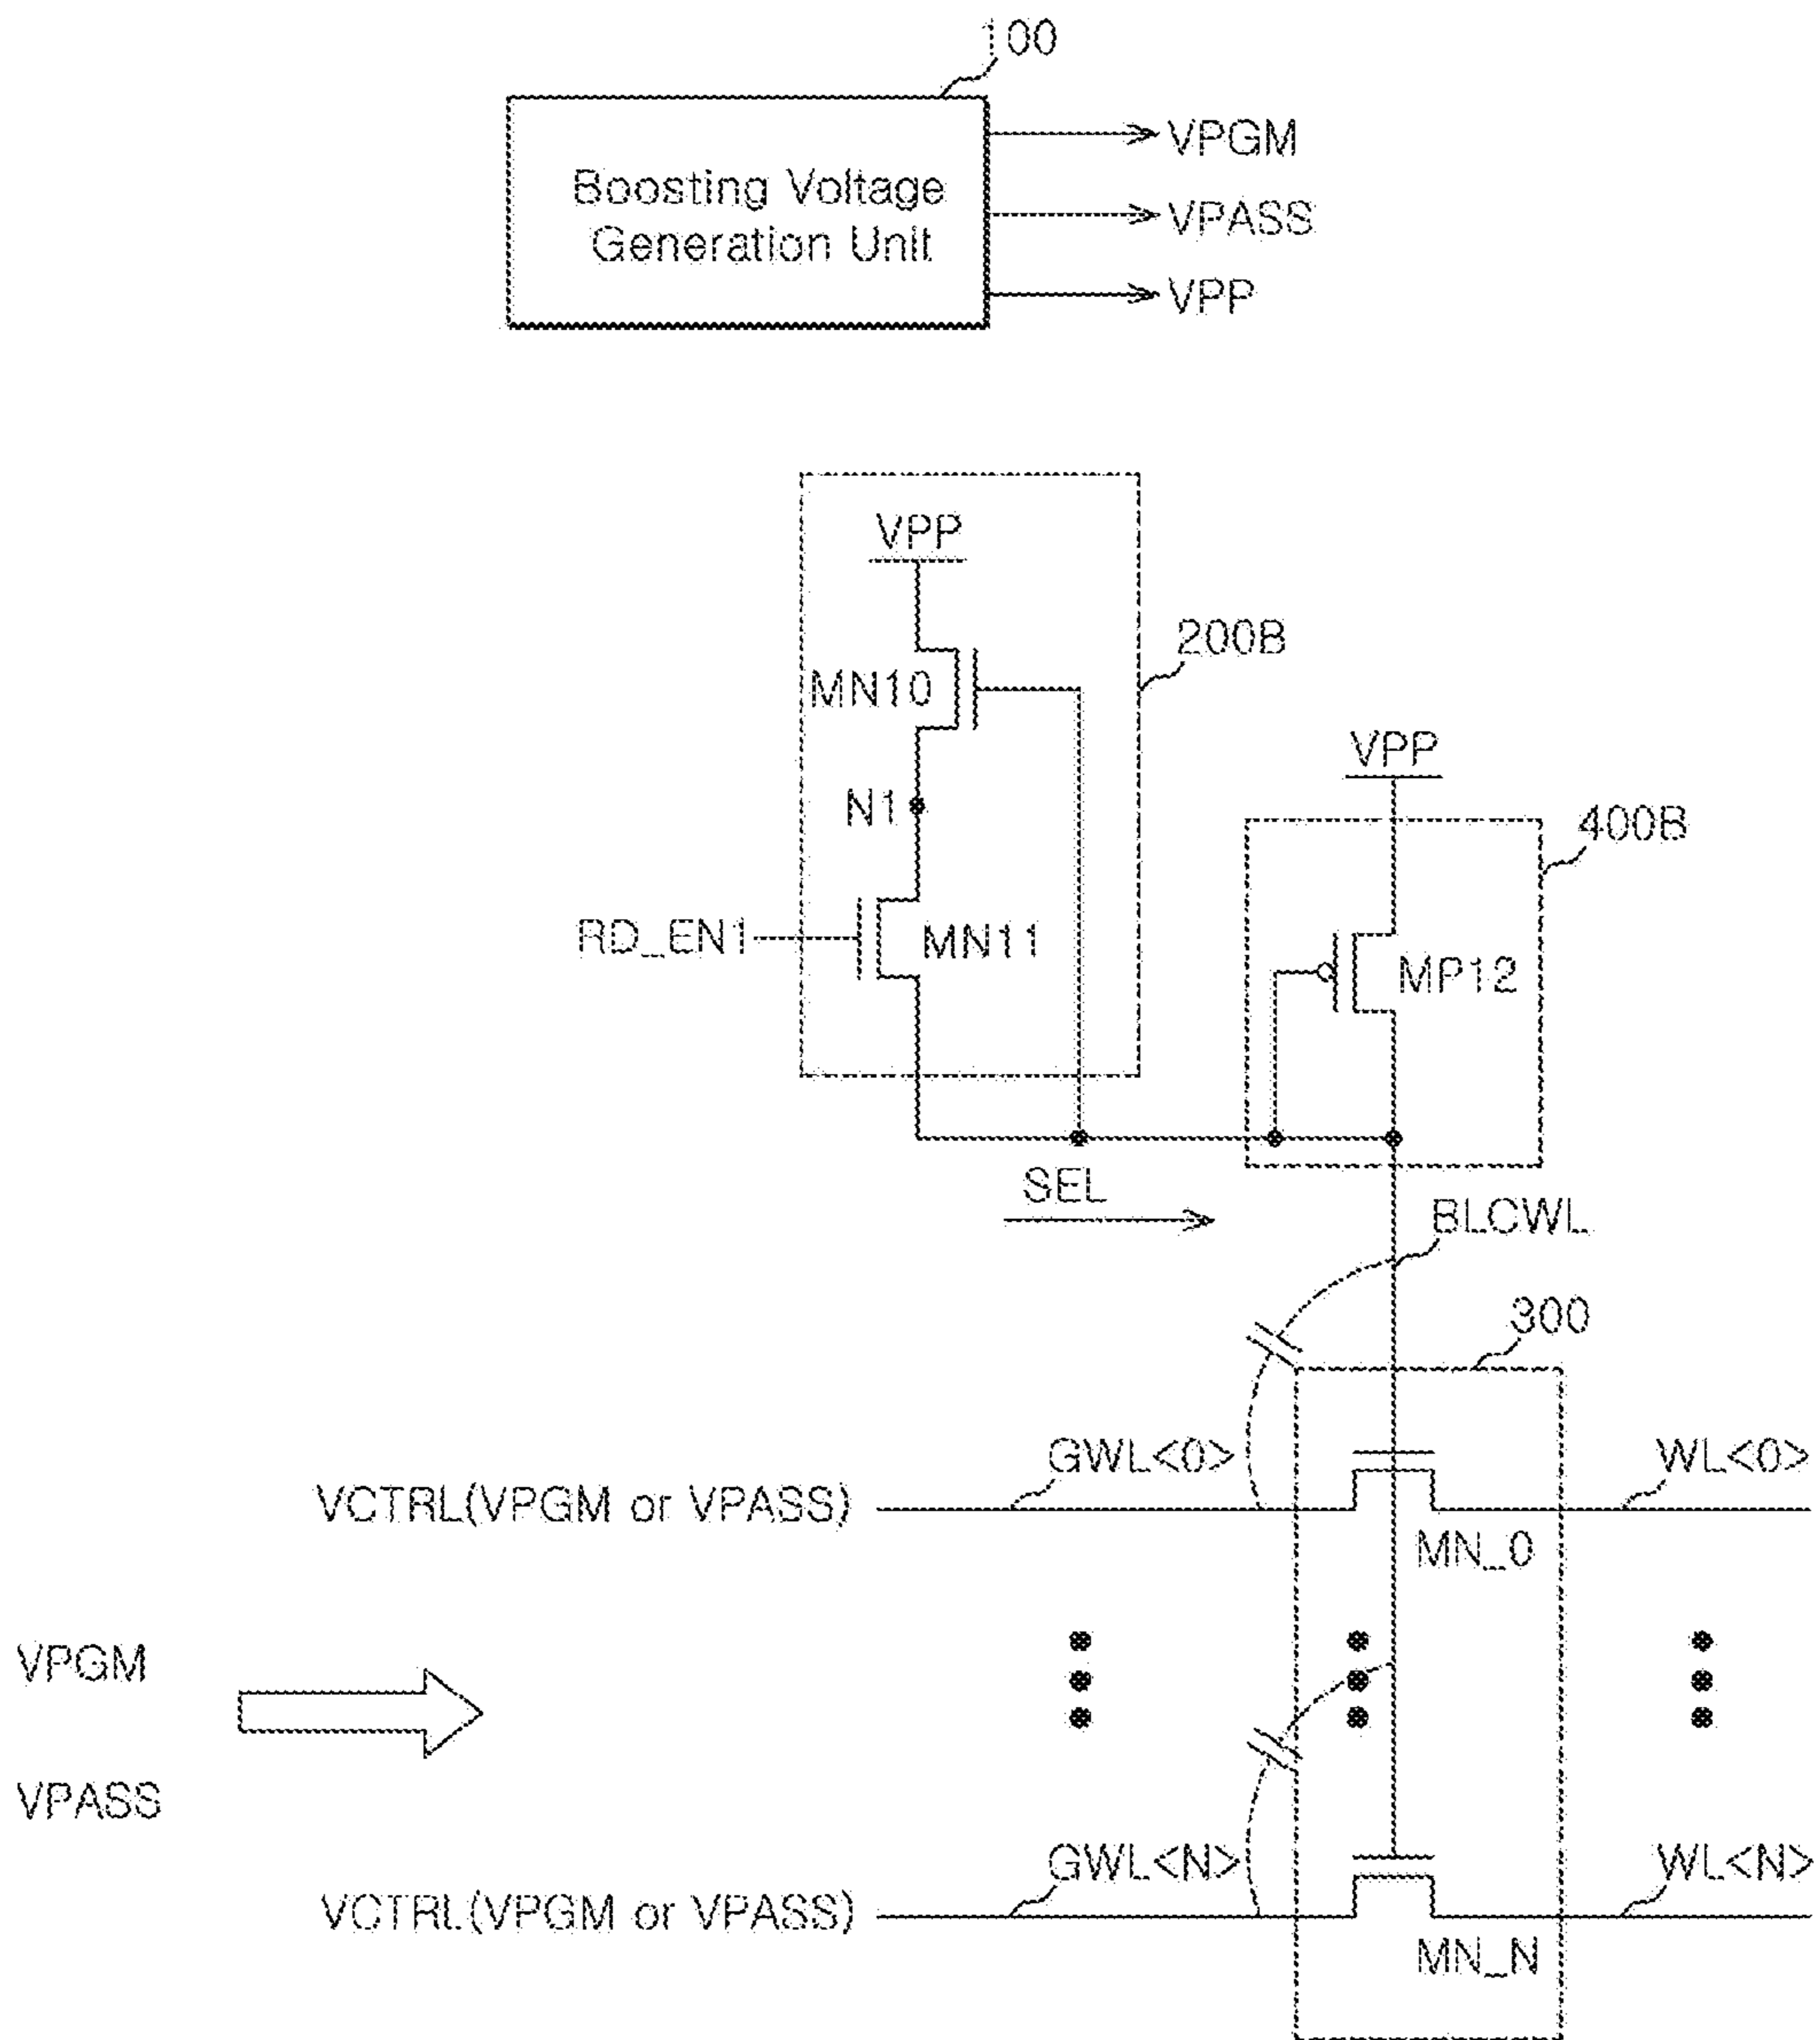 100
Boosting Voltage
Generation Unit
VPGM
VPASS
VPP
VPP
200B
MN10
VPP
N1
400B
RD_EN1
MN11
MP12
SEL
BLCWL
300
GWL<0>
WL<0>
VCTRL(VPGM or VPASS)
MN_0
VPGM
VPASS
GWL<N>
WL<N>
VCTRL(VPGM or VPASS)
MN_N